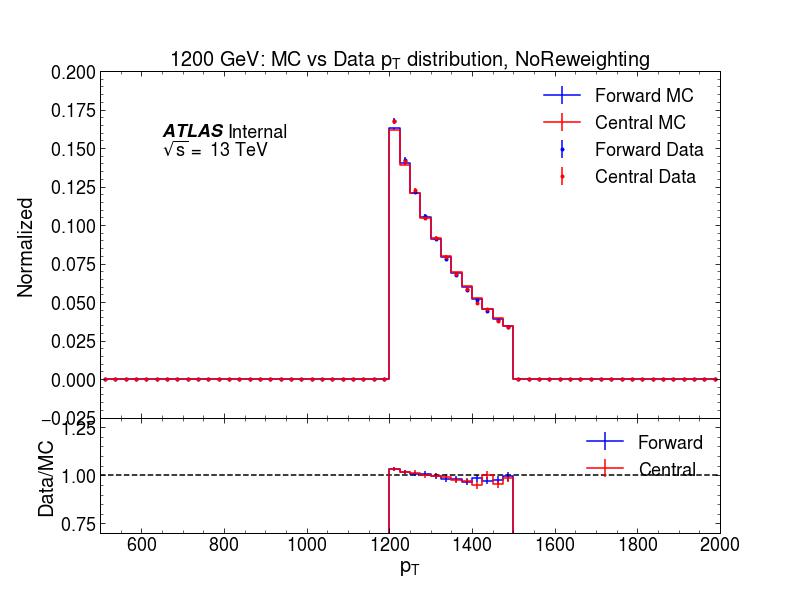 1200 GeV: MC vs Data p_T distribution, NoReweighting
0.200
0.175
0.150
0.125
0.100
0.075
0.050
0.025
0.000
−0.025
Normalized
ATLAS Internal
√s = 13 TeV
Forward MC
Central MC
Forward Data
Central Data
1.25
1.00
0.75
Data/MC
Forward
Central
600 800 1000 1200 1400 1600 1800 2000
p_T